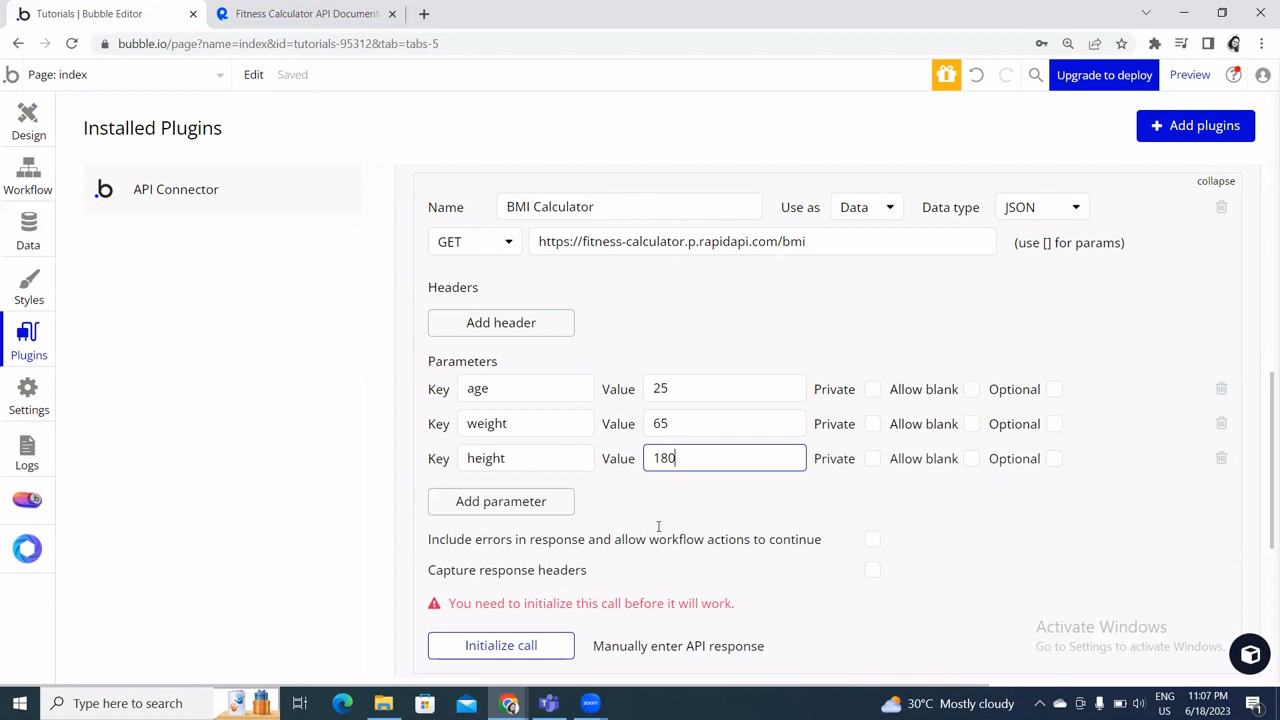 Tutorials | Bubble Editor
Fitness Calculator API Document
bubble.io/page?name=index&id=tutorials-95312&tab=tabs-5
Page: index
Edit
Saved
Upgrade to deploy
Preview
Design
Workflow
Data
Styles
Plugins
Settings
Logs
Installed Plugins
Add plugins
API Connector
collapse
Name BMI Calculator Use as Data Data type JSON
GET https://fitness-calculator.p.rapidapi.com/bmi (use [] for params)
Headers
Add header
Parameters
Key age Value 25 Private Allow blank Optional
Key weight Value 65 Private Allow blank Optional
Key height Value 180 Private Allow blank Optional
Add parameter
Include errors in response and allow workflow actions to continue
Capture response headers
You need to initialize this call before it will work.
Initialize call Manually enter API response
Activate Windows
Go to Settings to activate Windows.
Type here to search
zoom
30°C Mostly cloudy
ENG
US
11:07 PM
6/18/2023
1